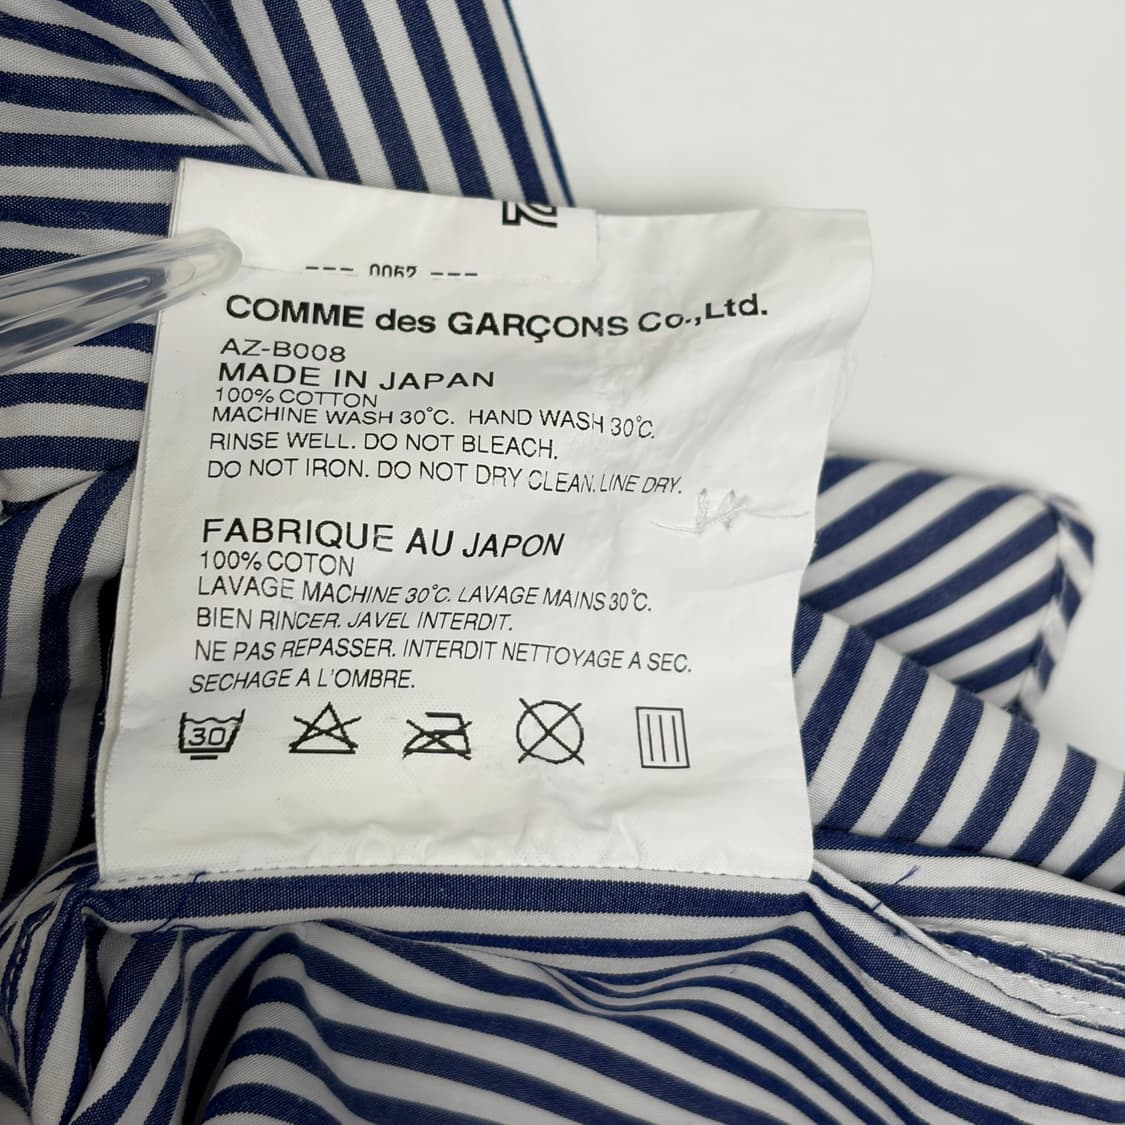 COMME des GARÇONS Co.,Ltd.
AZ-B008
MADE IN JAPAN
100% COTTON
MACHINE WASH 30°C. HAND WASH 30°C.
RINSE WELL. DO NOT BLEACH.
DO NOT IRON. DO NOT DRY CLEAN. LINE DRY.
FABRIQUE AU JAPON
100% COTON
LAVAGE MACHINE 30°C. LAVAGE MAINS 30°C.
BIEN RINCER. JAVEL INTERDIT.
NE PAS REPASSER. INTERDIT NETTOYAGE A SEC.
SECHAGE A L'OMBRE.
30